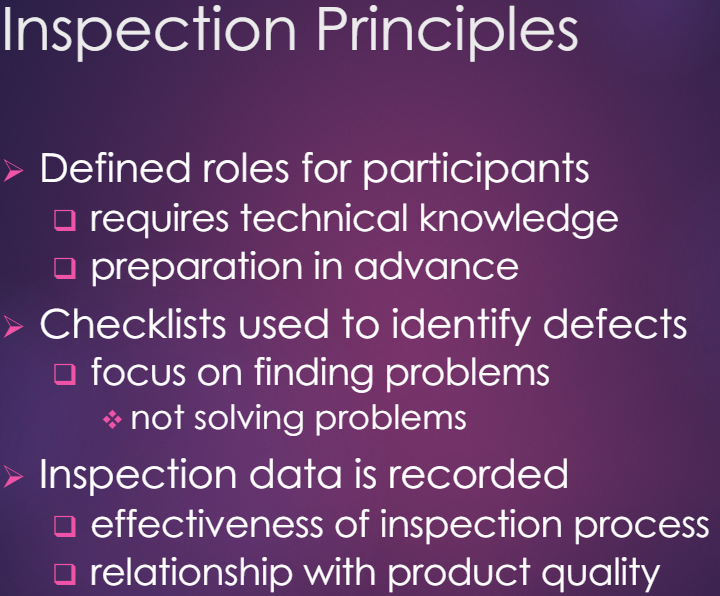 Inspection Principles
Defined roles for participants
requires technical knowledge
preparation in advance
Checklists used to identify defects
focus on finding problems
not solving problems
Inspection data is recorded
effectiveness of inspection process
relationship with product quality